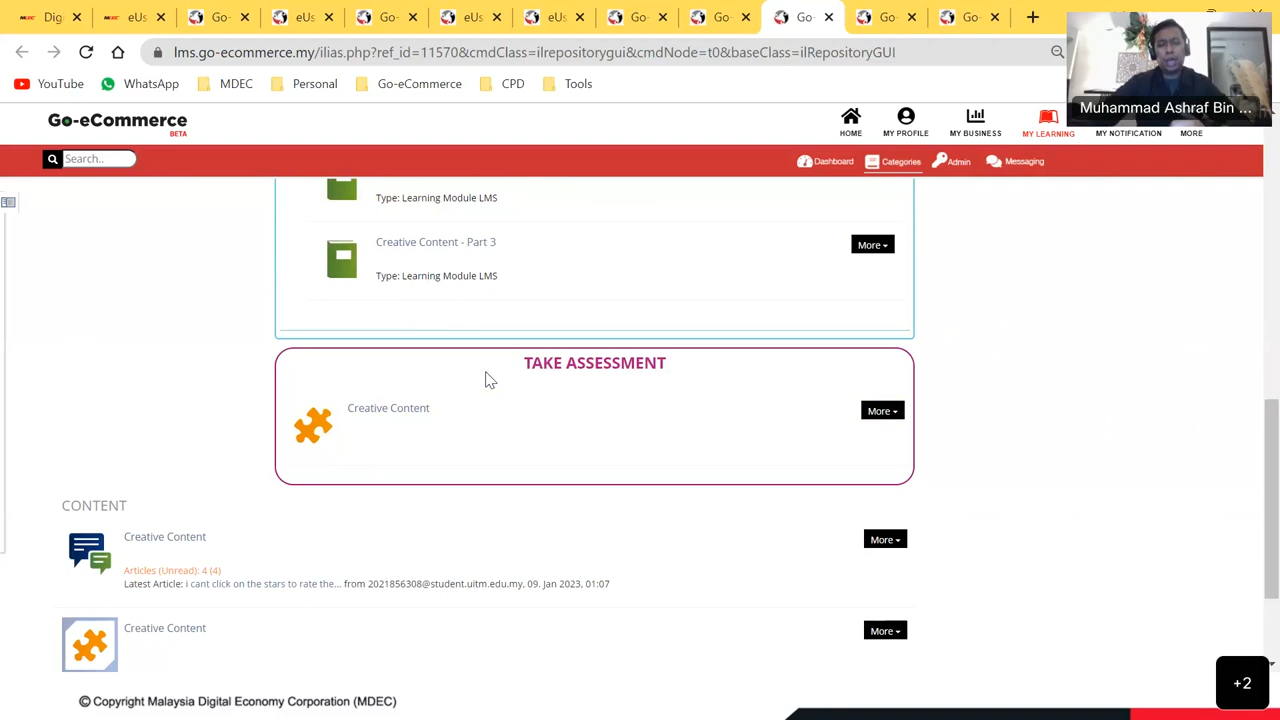 Dig
eUs
Go-
eUs
Go-
eUs
eUs
Go-
Go-
Go-
Go-
Go-
lms.go-ecommerce.my/ilias.php?ref_id=11570&cmdClass=ilrepositorygui&cmdNode=t0&baseClass=ilRepositoryGUI
YouTube
WhatsApp
MDEC
Personal
Go-eCommerce
CPD
Tools
Muhammad Ashraf Bin ...
Go-eCommerce
BETA
HOME
MY PROFILE
MY BUSINESS
MY LEARNING
MY NOTIFICATION
MORE
Search..
Dashboard
Categories
Admin
Messaging
Type: Learning Module LMS
Creative Content - Part 3
More
Type: Learning Module LMS
TAKE ASSESSMENT
Creative Content
More
CONTENT
Creative Content
More
Articles (Unread): 4 (4)
Latest Article: i cant click on the stars to rate the... from 2021856308@student.uitm.edu.my, 09. Jan 2023, 01:07
Creative Content
More
+2
© Copyright Malaysia Digital Economy Corporation (MDEC)